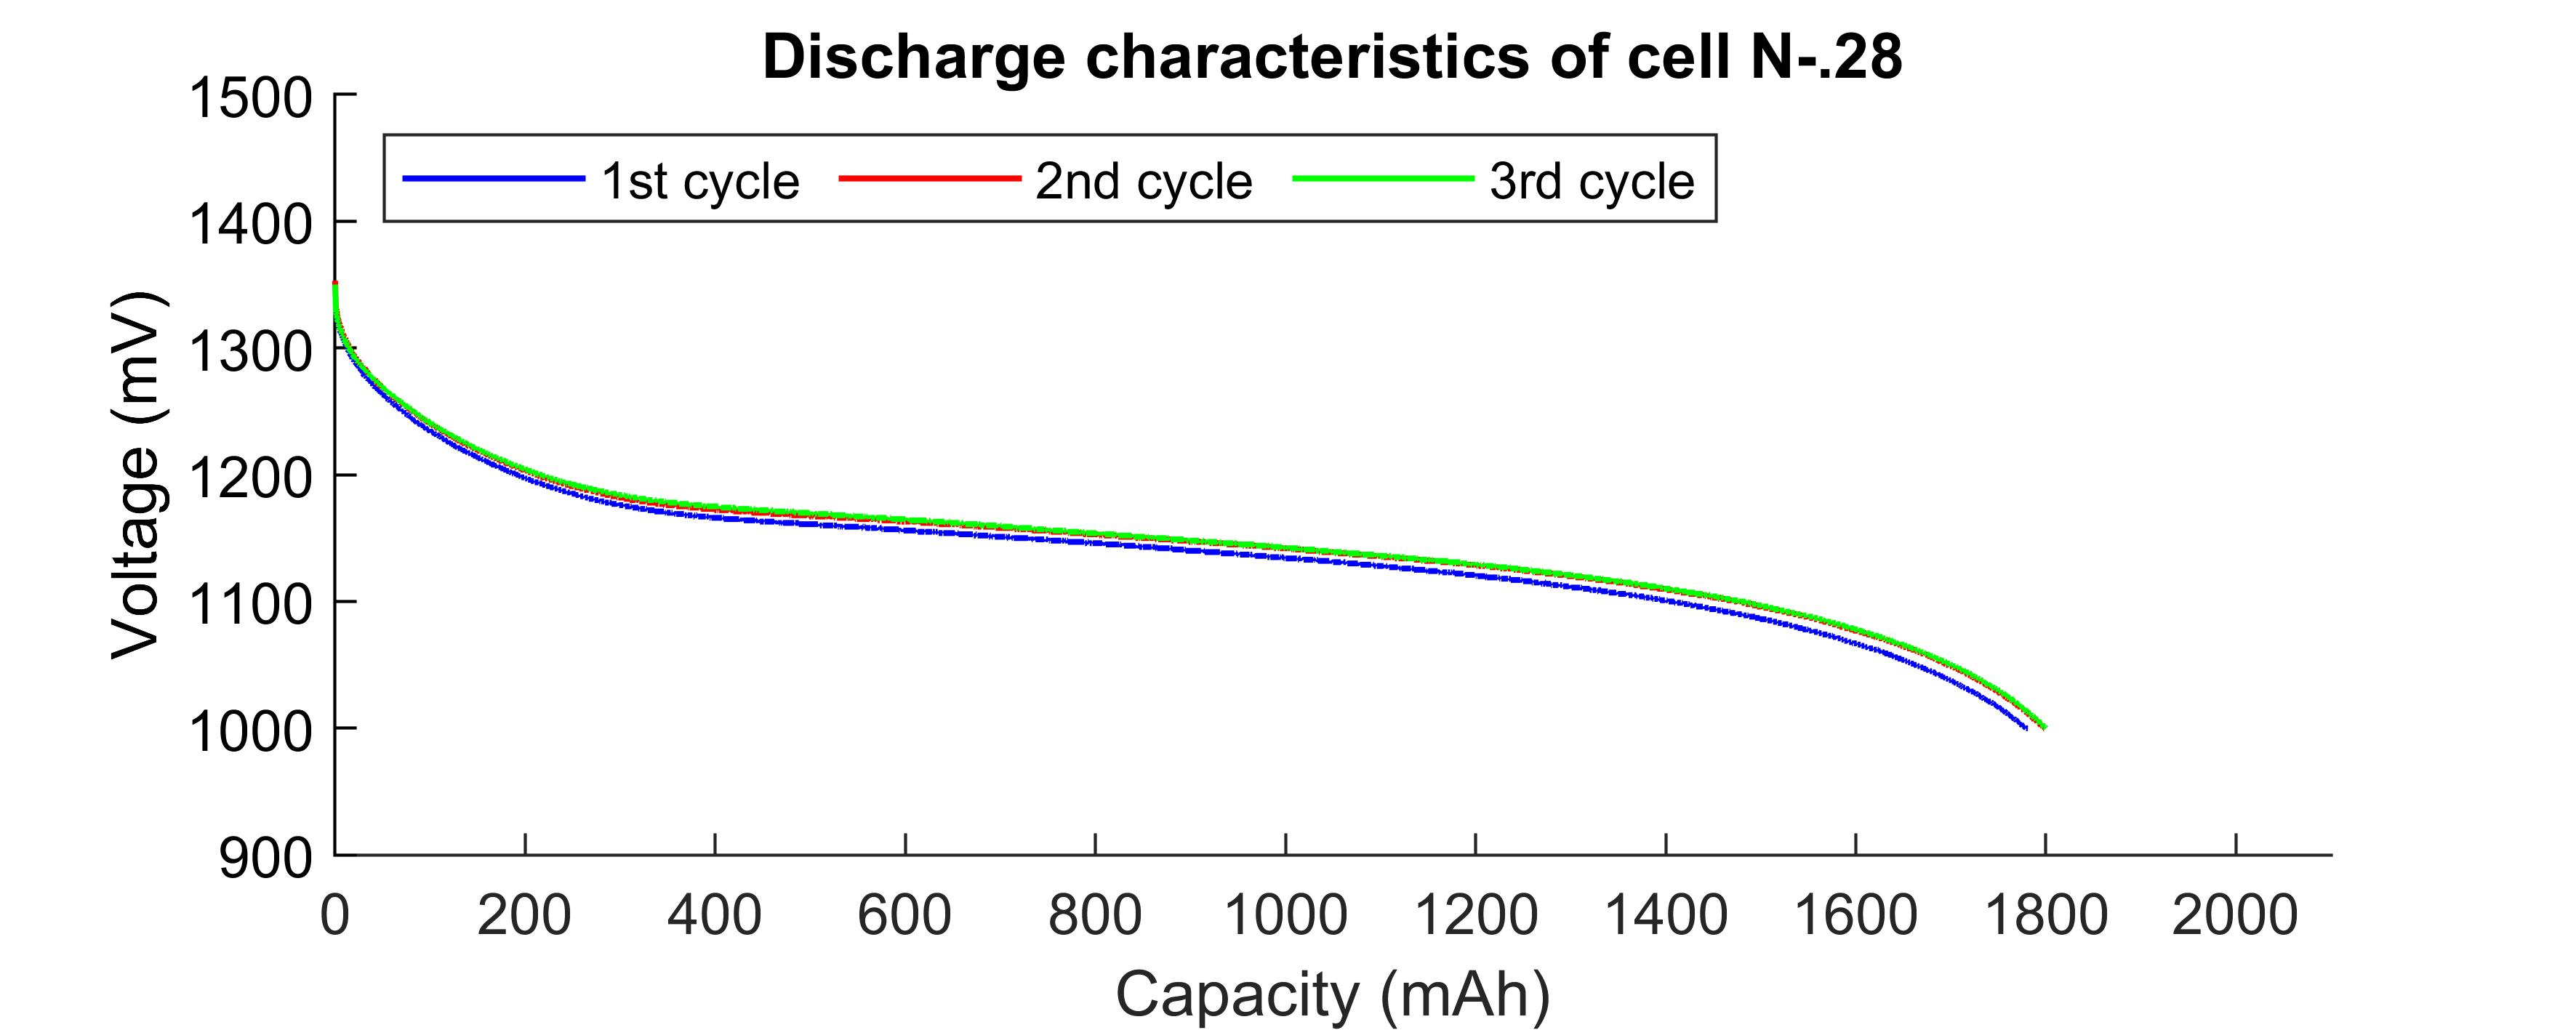 Discharge characteristics of cell N-.28
1500
1st cycle 2nd cycle 3rd cycle
1400
1300
1200
1100
1000
900
Voltage (mV)
0 200 400 600 800 1000 1200 1400 1600 1800 2000
Capacity (mAh)